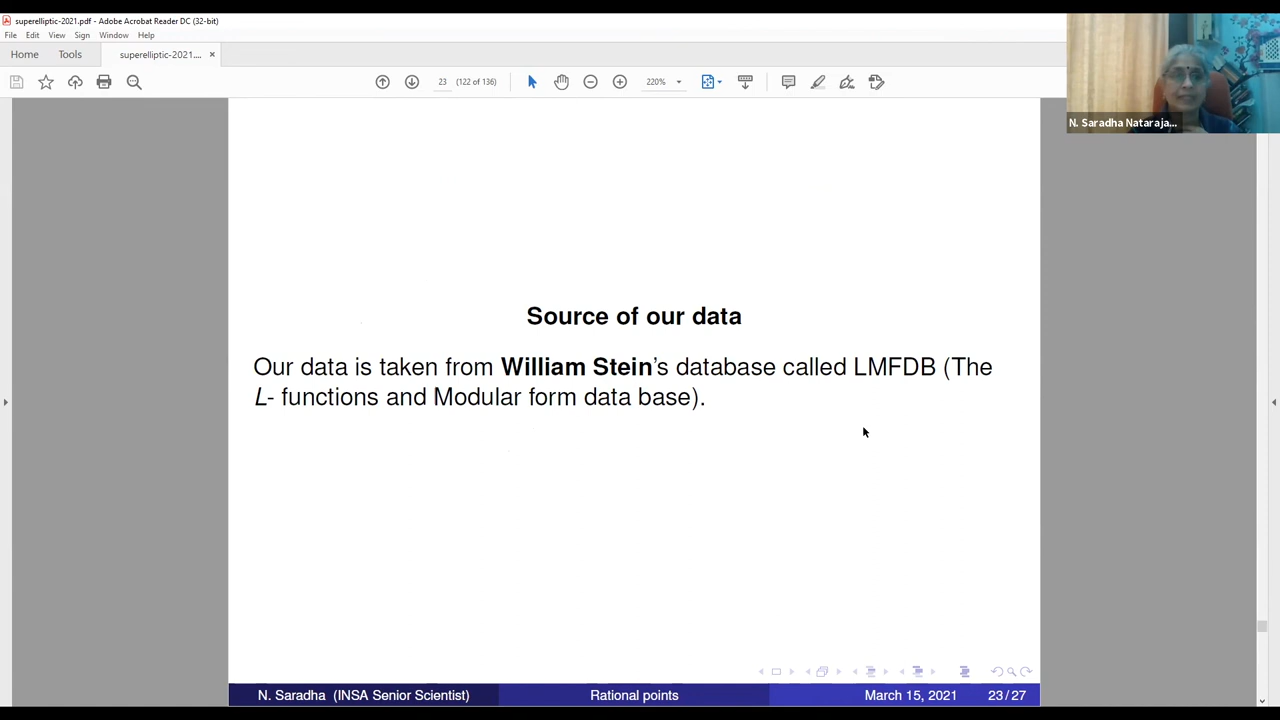 superelliptic-2021.pdf - Adobe Acrobat Reader DC (32-bit)
File Edit View Sign Window Help
Home Tools superelliptic-2021.... ×
23 (122 of 136) 220%
N. Saradha Nataraja...
Source of our data
Our data is taken from William Stein's database called LMFDB (The
L- functions and Modular form data base).
N. Saradha (INSA Senior Scientist) Rational points March 15, 2021 23/27